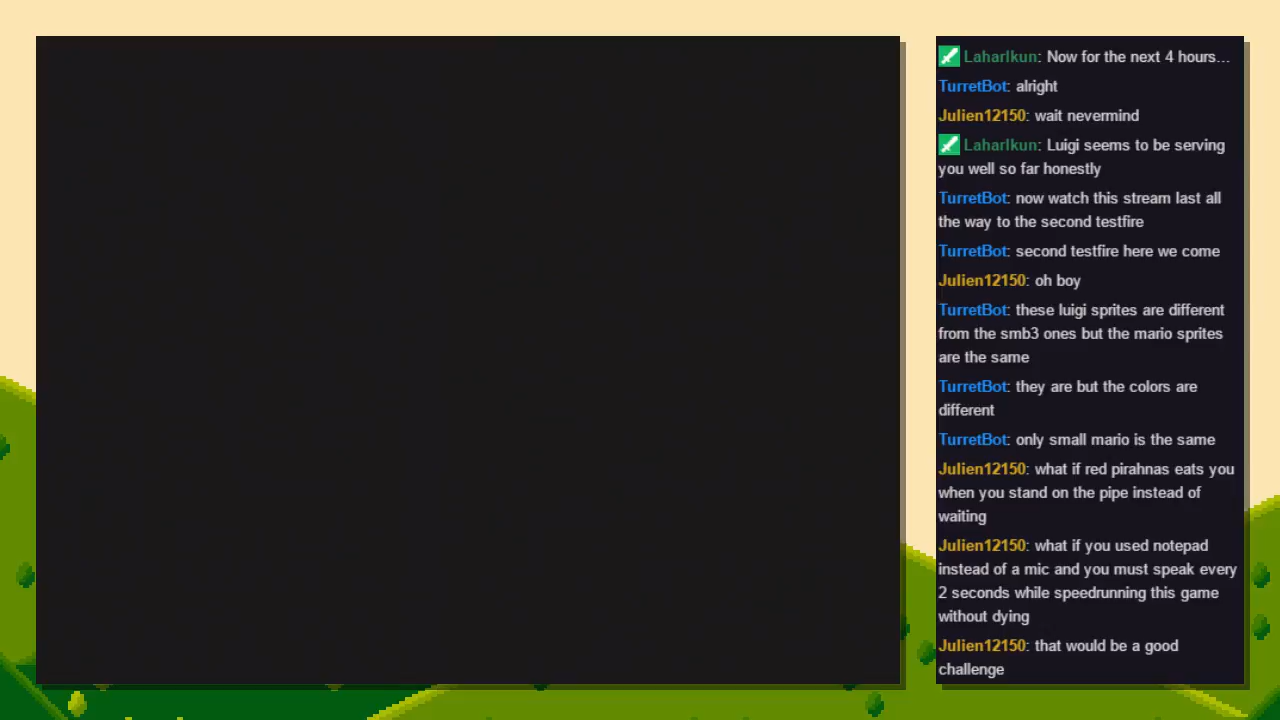 LaharIkun: Now for the next 4 hours...
TurretBot: alright
Julien12150: wait nevermind
LaharIkun: Luigi seems to be serving
you well so far honestly
TurretBot: now watch this stream last all
the way to the second testfire
TurretBot: second testfire here we come
Julien12150: oh boy
TurretBot: these luigi sprites are different
from the smb3 ones but the mario sprites
are the same
TurretBot: they are but the colors are
different
TurretBot: only small mario is the same
Julien12150: what if red pirahnas eats you
when you stand on the pipe instead of
waiting
Julien12150: what if you used notepad
instead of a mic and you must speak every
2 seconds while speedrunning this game
without dying
Julien12150: that would be a good
challenge